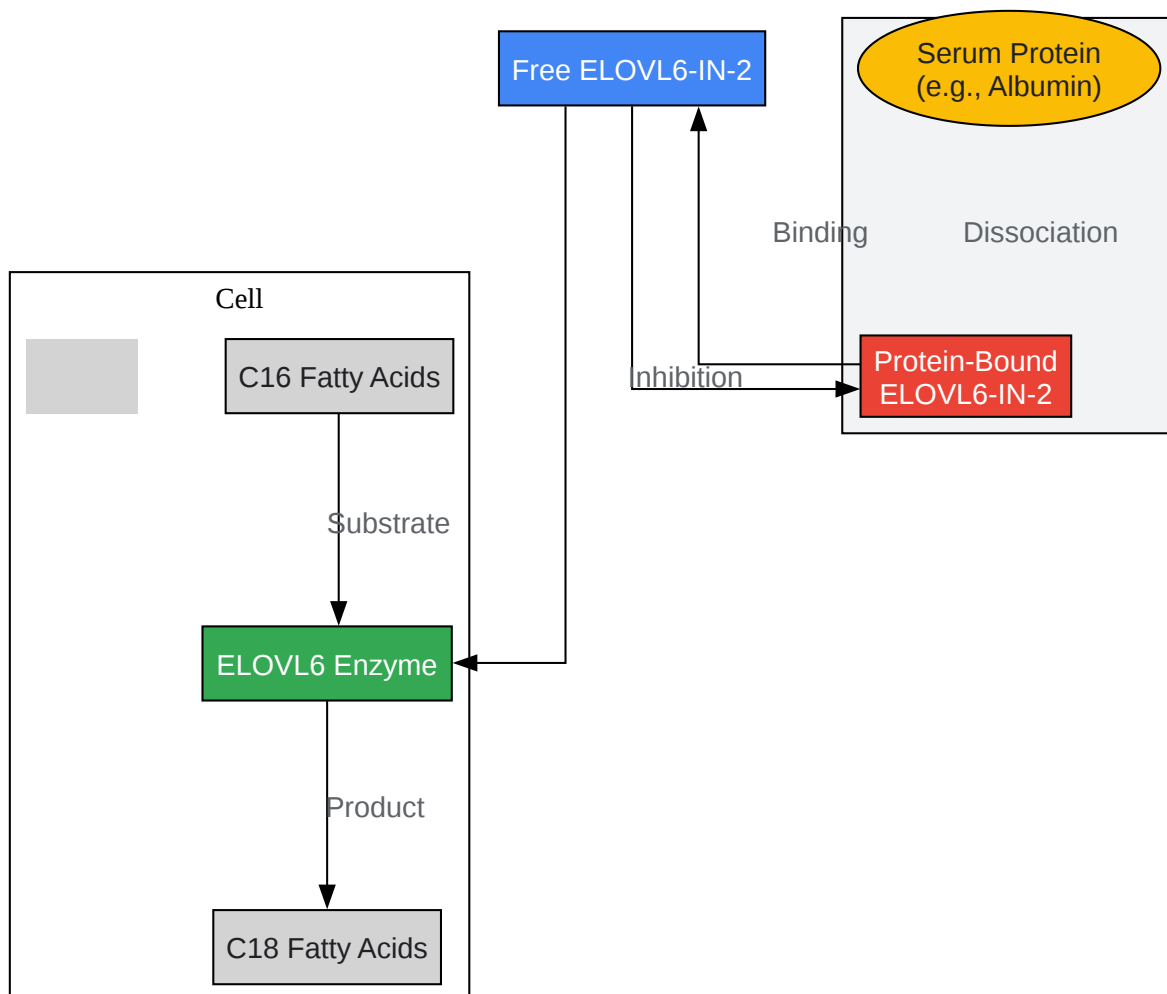 Free ELOVL6-IN-2
Serum Protein
(e.g., Albumin)
Binding
Dissociation
Cell
C16 Fatty Acids
Inhibition
Protein-Bound
ELOVL6-IN-2
Substrate
ELOVL6 Enzyme
Product
C18 Fatty Acids